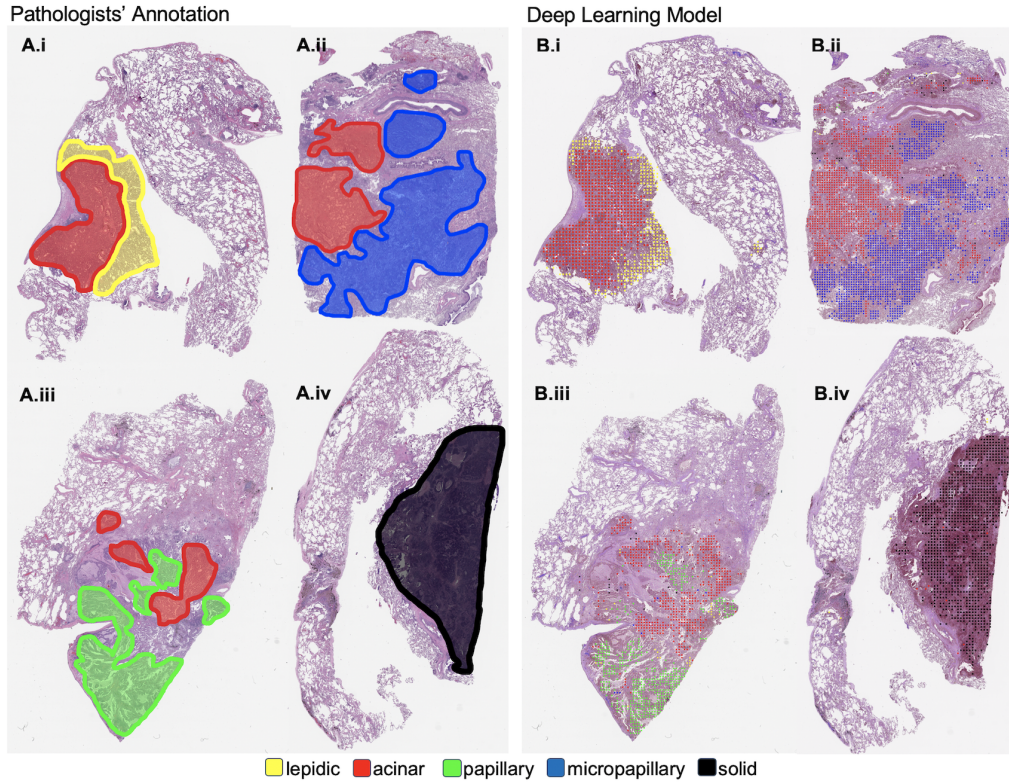 Pathologists' Annotation
Deep Learning Model
A.i
A.ii
B.i
B.ii
A.iii
A.iv
B.iii
B.iv
lepidic acinar papillary micropapillary solid